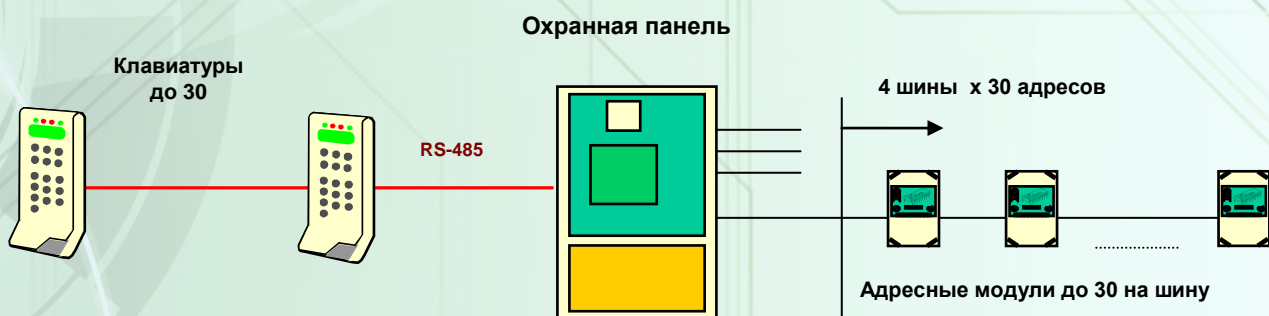 Охранная панель
Клавиатуры
до 30
4 шины х 30 адресов
RS-485
....................
Адресные модули до 30 на шину